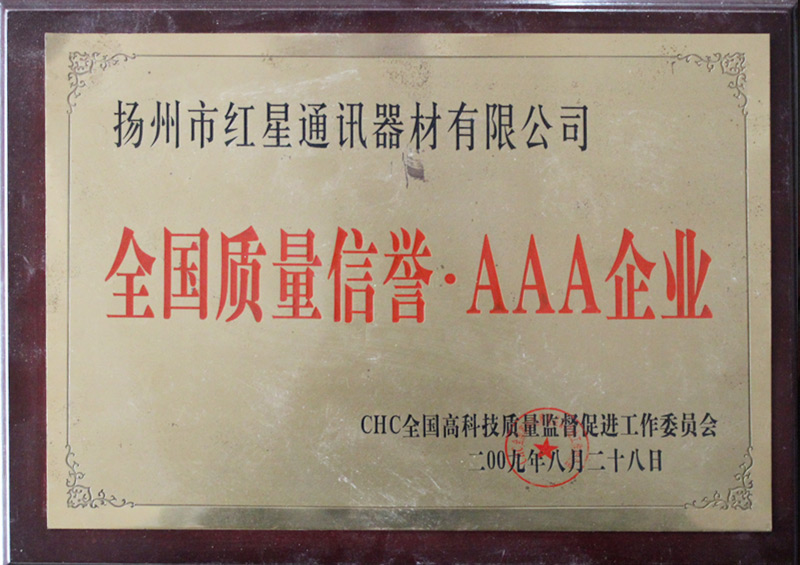 扬州市红星通讯器材有限公司
全国质量信誉·AAA企业
CHC全国高科技质量监督促进工作委员会
二00九年八月二十八日